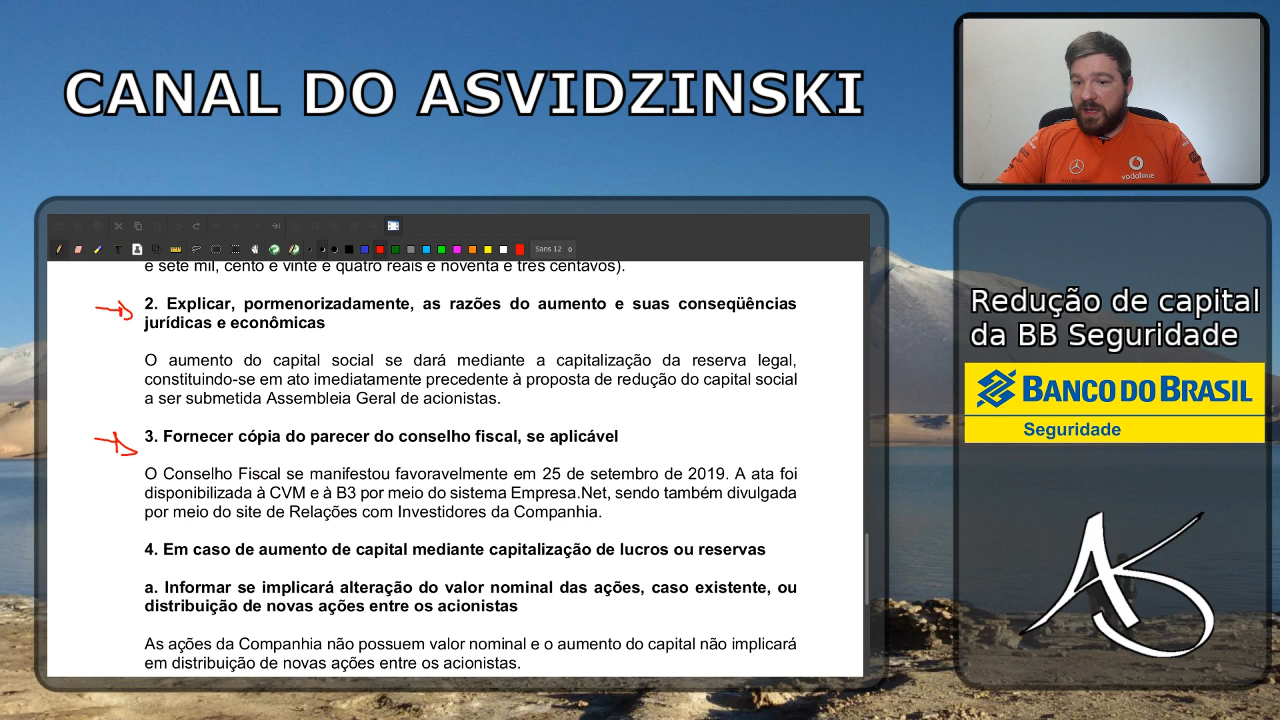 CANAL DO ASVIDZINSKI
vodafone
Sans 12
e sete mil, cento e vinte e quatro reais e noventa e três centavos).
2. Explicar, pormenorizadamente, as razões do aumento e suas conseqüências
jurídicas e econômicas
O aumento do capital social se dará mediante a capitalização da reserva legal,
constituindo-se em ato imediatamente precedente à proposta de redução do capital social
a ser submetida Assembleia Geral de acionistas.
3. Fornecer cópia do parecer do conselho fiscal, se aplicável
O Conselho Fiscal se manifestou favoravelmente em 25 de setembro de 2019. A ata foi
disponibilizada à CVM e à B3 por meio do sistema Empresa.Net, sendo também divulgada
por meio do site de Relações com Investidores da Companhia.
4. Em caso de aumento de capital mediante capitalização de lucros ou reservas
a. Informar se implicará alteração do valor nominal das ações, caso existente, ou
distribuição de novas ações entre os acionistas
As ações da Companhia não possuem valor nominal e o aumento do capital não implicará
em distribuição de novas ações entre os acionistas.
Redução de capital
da BB Seguridade
BANCO DO BRASIL
Seguridade
AS